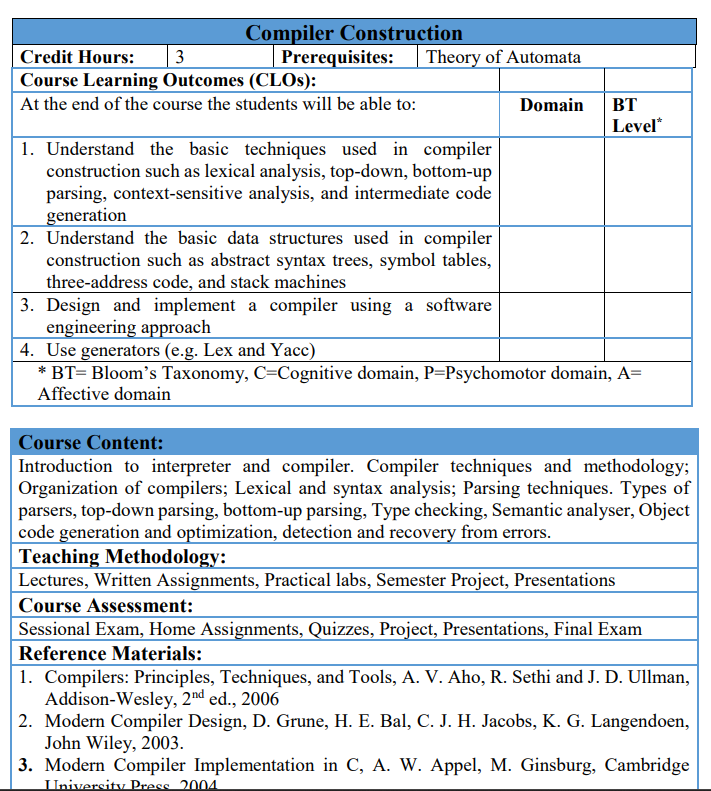 Compiler Construction
Credit Hours: 3 Prerequisites: Theory of Automata
Course Learning Outcomes (CLOs):
At the end of the course the students will be able to: Domain BT
Level*
1. Understand the basic techniques used in compiler
construction such as lexical analysis, top-down, bottom-up
parsing, context-sensitive analysis, and intermediate code
generation
2. Understand the basic data structures used in compiler
construction such as abstract syntax trees, symbol tables,
three-address code, and stack machines
3. Design and implement a compiler using a software
engineering approach
4. Use generators (e.g. Lex and Yacc)
* BT= Bloom’s Taxonomy, C=Cognitive domain, P=Psychomotor domain, A=
Affective domain
Course Content:
Introduction to interpreter and compiler. Compiler techniques and methodology;
Organization of compilers; Lexical and syntax analysis; Parsing techniques. Types of
parsers, top-down parsing, bottom-up parsing, Type checking, Semantic analyser, Object
code generation and optimization, detection and recovery from errors.
Teaching Methodology:
Lectures, Written Assignments, Practical labs, Semester Project, Presentations
Course Assessment:
Sessional Exam, Home Assignments, Quizzes, Project, Presentations, Final Exam
Reference Materials:
1. Compilers: Principles, Techniques, and Tools, A. V. Aho, R. Sethi and J. D. Ullman,
Addison-Wesley, 2nd ed., 2006
2. Modern Compiler Design, D. Grune, H. E. Bal, C. J. H. Jacobs, K. G. Langendoen,
John Wiley, 2003.
3. Modern Compiler Implementation in C, A. W. Appel, M. Ginsburg, Cambridge
University Press, 2004